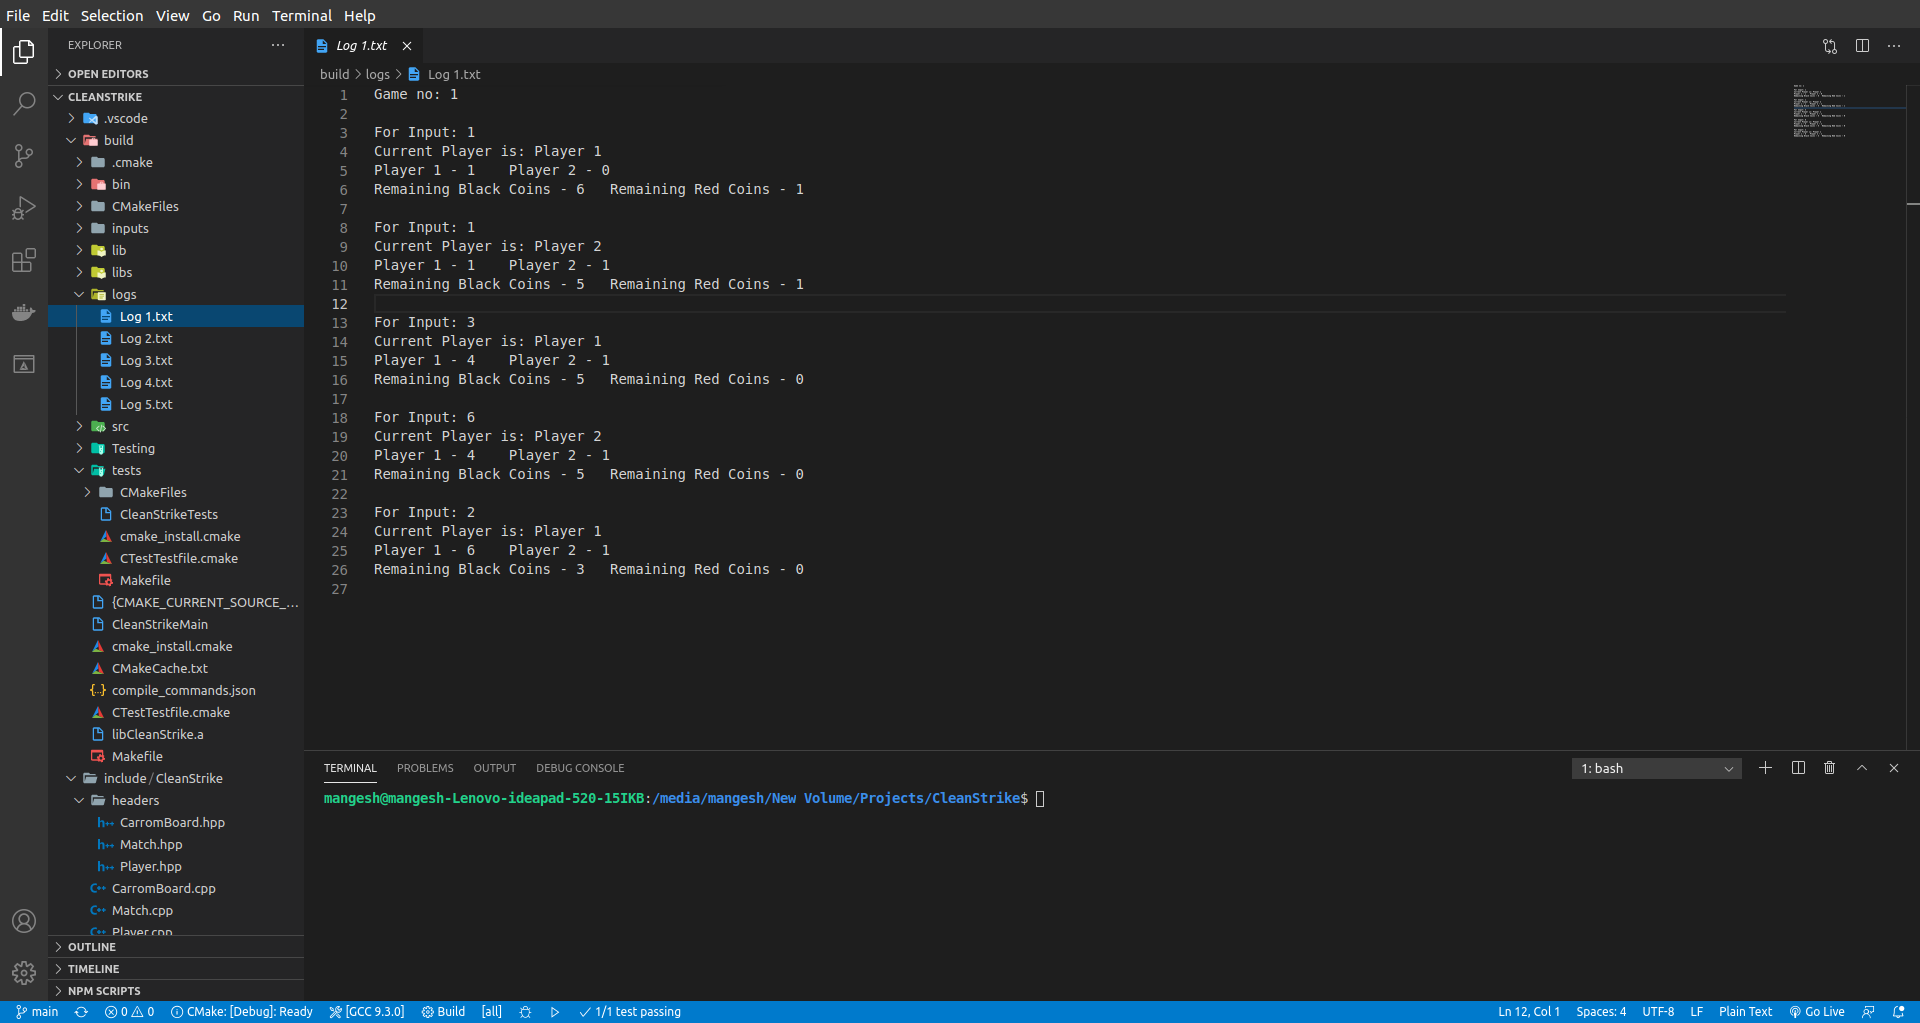 File Edit Selection View Go Run Terminal Help
EXPLORER
OPEN EDITORS
CLEANSTRIKE
.vscode
build
.cmake
bin
CMakeFiles
inputs
lib
libs
logs
Log 1.txt
Log 2.txt
Log 3.txt
Log 4.txt
Log 5.txt
src
Testing
tests
CMakeFiles
CleanStrikeTests
cmake_install.cmake
CTestTestfile.cmake
Makefile
{CMAKE_CURRENT_SOURCE_...
CleanStrikeMain
cmake_install.cmake
CMakeCache.txt
compile_commands.json
CTestTestfile.cmake
libCleanStrike.a
Makefile
include / CleanStrike
headers
CarromBoard.hpp
Match.hpp
Player.hpp
CarromBoard.cpp
Match.cpp
Player.cpp
OUTLINE
TIMELINE
NPM SCRIPTS
Log 1.txt
build > logs > Log 1.txt
1 Game no: 1
2
3 For Input: 1
4 Current Player is: Player 1
5 Player 1 - 1    Player 2 - 0
6 Remaining Black Coins - 6   Remaining Red Coins - 1
7
8 For Input: 1
9 Current Player is: Player 2
10 Player 1 - 1    Player 2 - 1
11 Remaining Black Coins - 5   Remaining Red Coins - 1
12
13 For Input: 3
14 Current Player is: Player 1
15 Player 1 - 4    Player 2 - 1
16 Remaining Black Coins - 5   Remaining Red Coins - 0
17
18 For Input: 6
19 Current Player is: Player 2
20 Player 1 - 4    Player 2 - 1
21 Remaining Black Coins - 5   Remaining Red Coins - 0
22
23 For Input: 2
24 Current Player is: Player 1
25 Player 1 - 6    Player 2 - 1
26 Remaining Black Coins - 3   Remaining Red Coins - 0
27
TERMINAL PROBLEMS OUTPUT DEBUG CONSOLE
1: bash
mangesh@mangesh-Lenovo-ideapad-520-15IKB:/media/mangesh/New Volume/Projects/CleanStrike$
main 0 0 CMake: [Debug]: Ready [GCC 9.3.0] Build [all] 1/1 test passing Ln 12, Col 1 Spaces: 4 UTF-8 LF Plain Text Go Live